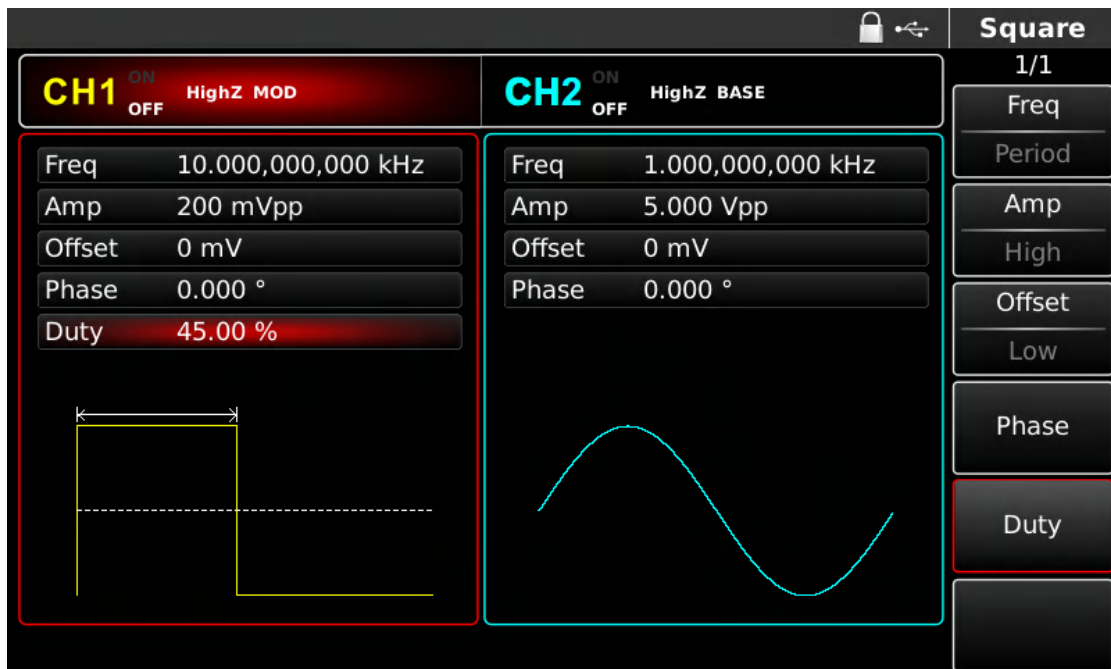 Square
1/1
CH1 ON OFF HighZ MOD
CH2 ON OFF HighZ BASE
Freq 10.000,000,000 kHz
Amp 200 mVpp
Offset 0 mV
Phase 0.000 °
Duty 45.00 %
Freq 1.000,000,000 kHz
Amp 5.000 Vpp
Offset 0 mV
Phase 0.000 °
Freq
Period
Amp
High
Offset
Low
Phase
Duty